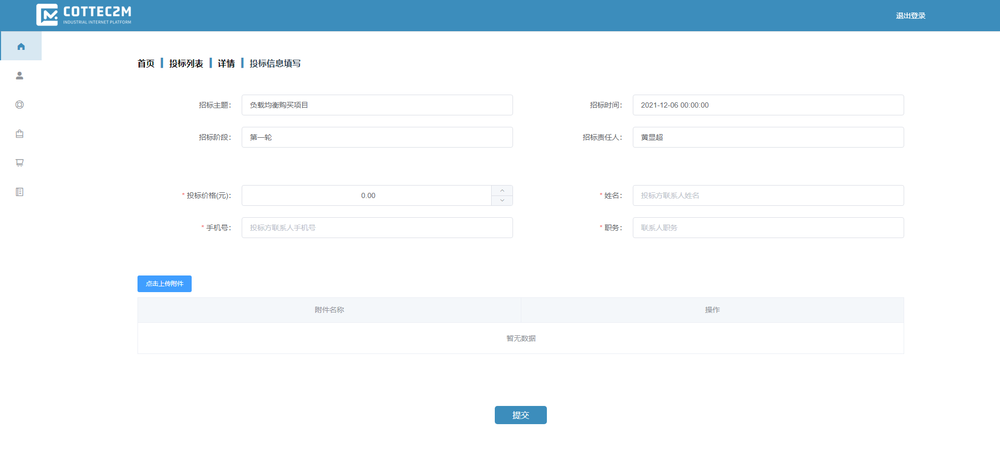 COTTEC2M
INDUSTRIAL INTERNET PLATFORM
退出登录
首页 投标列表 详情 投标信息填写
招标主题： 负载均衡购买项目 招标时间： 2021-12-06 00:00:00
招标阶段： 第一轮 招标责任人： 黄显超
* 投标价格(元)： 0.00 * 姓名： 投标方联系人姓名
* 手机号： 投标方联系人手机号 * 职务： 联系人职务
点击上传附件
附件名称 操作
暂无数据
提交